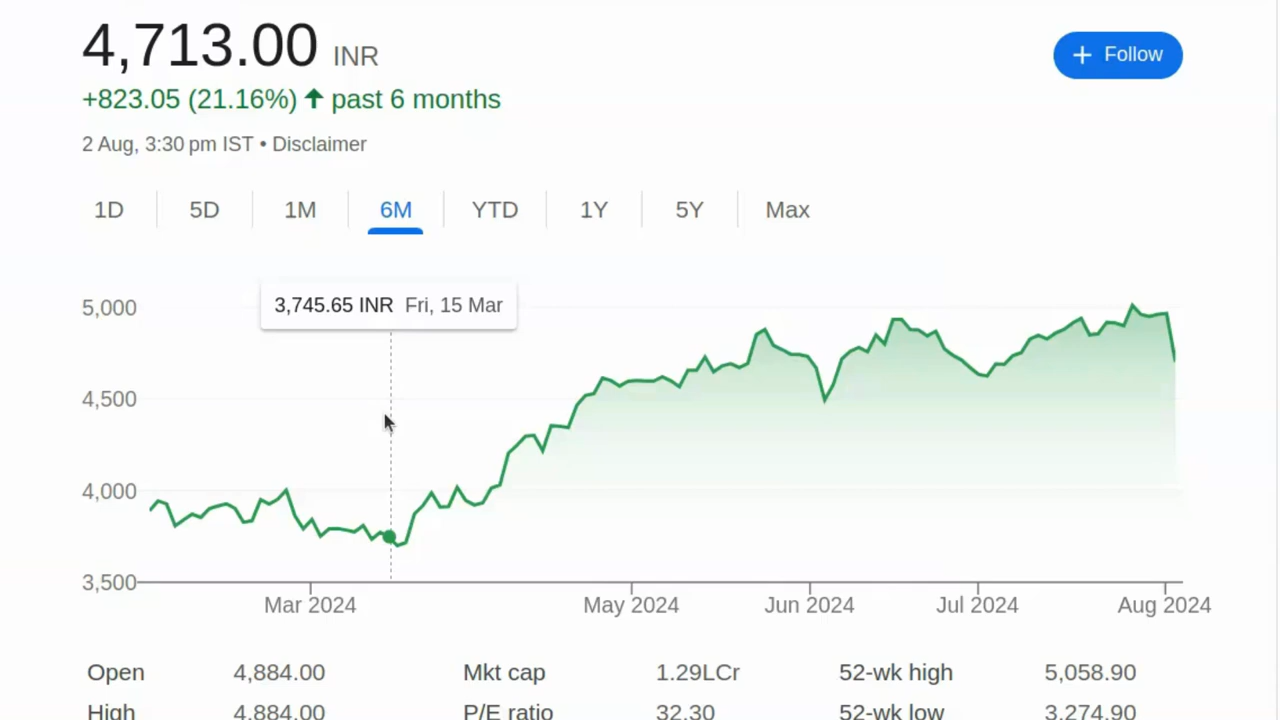 4,713.00 INR
+ Follow
+823.05 (21.16%) ↑ past 6 months
2 Aug, 3:30 pm IST • Disclaimer
1D 5D 1M 6M YTD 1Y 5Y Max
3,745.65 INR Fri, 15 Mar
5,000
4,500
4,000
3,500
Mar 2024 May 2024 Jun 2024 Jul 2024 Aug 2024
Open 4,884.00 Mkt cap 1.29LCr 52-wk high 5,058.90
High 4,884.00 P/E ratio 32.30 52-wk low 3,274.90